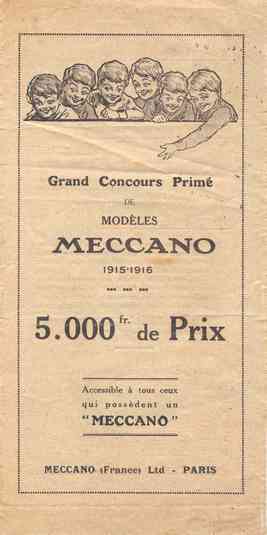 Grand Concours Primé
DE
MODÈLES
MECCANO
1915-1916
5.000 fr. de Prix
Accessible à tous ceux
qui possèdent un
"MECCANO"
MECCANO (France) Ltd - PARIS